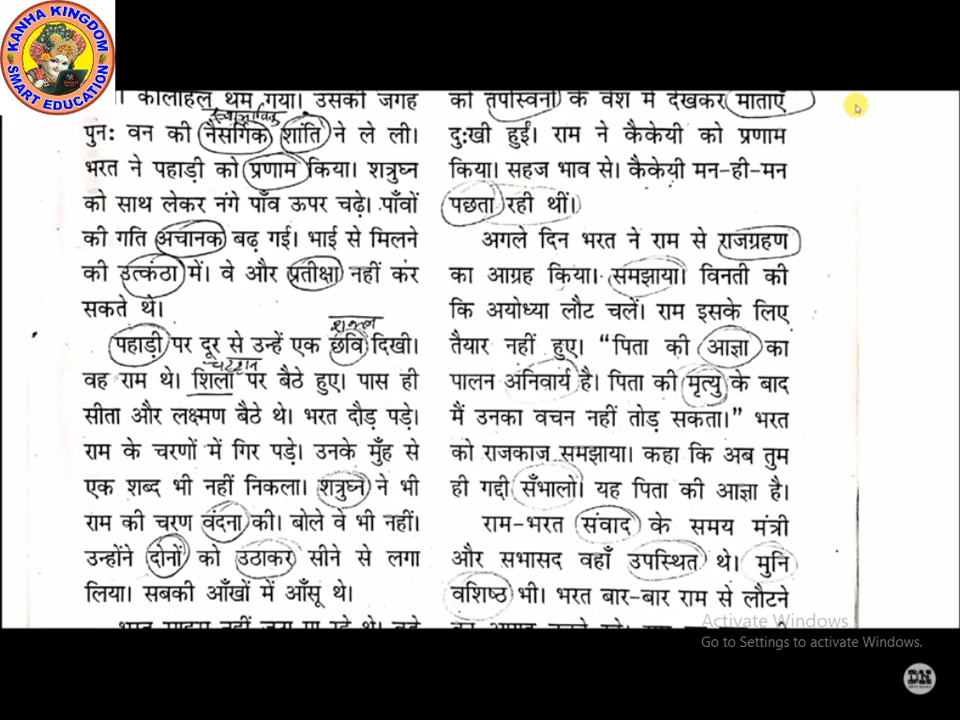 KANHA KINGDOM
SMART EDUCATION
कोलाहल थम गया। उसकी जगह
स्वाभाविक
पुनः वन की नैसर्गिक शांति ने ले ली।
भरत ने पहाड़ी को प्रणाम किया। शत्रुघ्न
को साथ लेकर नंगे पाँव ऊपर चढ़े। पाँवों
की गति अचानक बढ़ गई। भाई से मिलने
की उत्कंठा में। वे और प्रतीक्षा नहीं कर
सकते थे।
शक्ल
पहाड़ी पर दूर से उन्हें एक छवि दिखी।
चट्टान
वह राम थे। शिला पर बैठे हुए। पास ही
सीता और लक्ष्मण बैठे थे। भरत दौड़ पड़े।
राम के चरणों में गिर पड़े। उनके मुँह से
एक शब्द भी नहीं निकला। शत्रुघ्न ने भी
राम की चरण वंदना की। बोले वे भी नहीं।
उन्होंने दोनों को उठाकर सीने से लगा
लिया। सबकी आँखों में आँसू थे।
को तपस्विनी के वेश में देखकर माताएँ
दुःखी हुईं। राम ने कैकेयी को प्रणाम
किया। सहज भाव से। कैकेयी मन-ही-मन
पछता रही थीं।
अगले दिन भरत ने राम से राजग्रहण
का आग्रह किया। समझाया। विनती की
कि अयोध्या लौट चलें। राम इसके लिए
तैयार नहीं हुए। “पिता की आज्ञा का
पालन अनिवार्य है। पिता की मृत्यु के बाद
मैं उनका वचन नहीं तोड़ सकता।” भरत
को राजकाज समझाया। कहा कि अब तुम
ही गद्दी सँभालो। यह पिता की आज्ञा है।
राम-भरत संवाद के समय मंत्री
और सभासद वहाँ उपस्थित थे। मुनि
वशिष्ठ भी। भरत बार-बार राम से लौटने
Activate Windows
Go to Settings to activate Windows.
DN